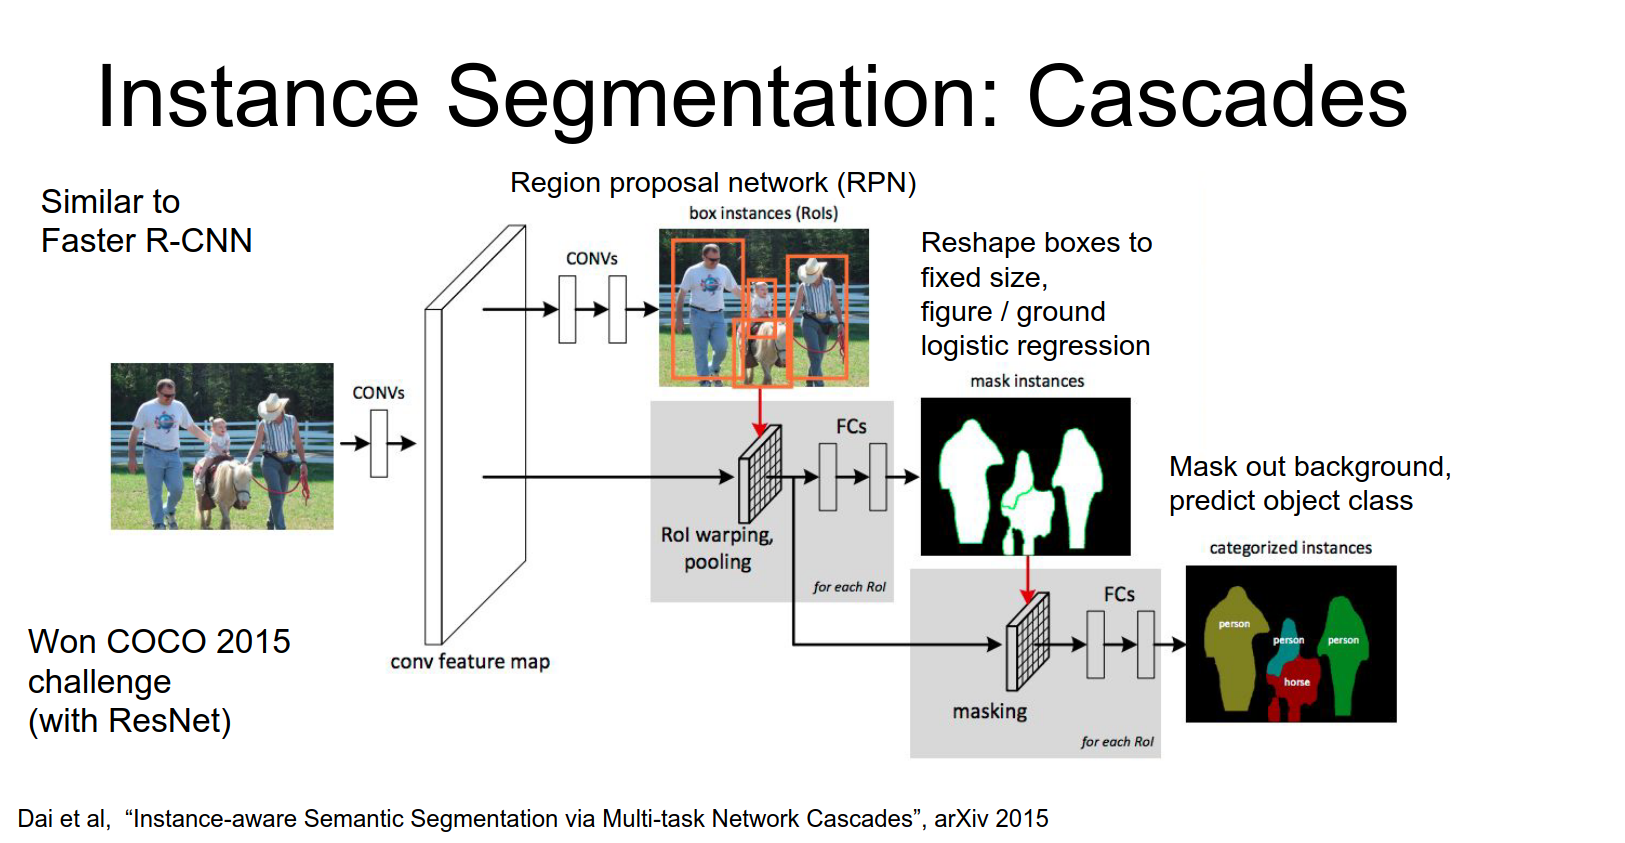 Instance Segmentation: Cascades
Similar to
Faster R-CNN
Region proposal network (RPN)
box instances (RoIs)
CONVs
Reshape boxes to
fixed size,
figure / ground
logistic regression
mask instances
CONVs
conv feature map
FCs
RoI warping,
pooling
for each RoI
Mask out background,
predict object class
categorized instances
FCs
masking
for each RoI
person
person
person
horse
Won COCO 2015
challenge
(with ResNet)
Dai et al,  “Instance-aware Semantic Segmentation via Multi-task Network Cascades”, arXiv 2015